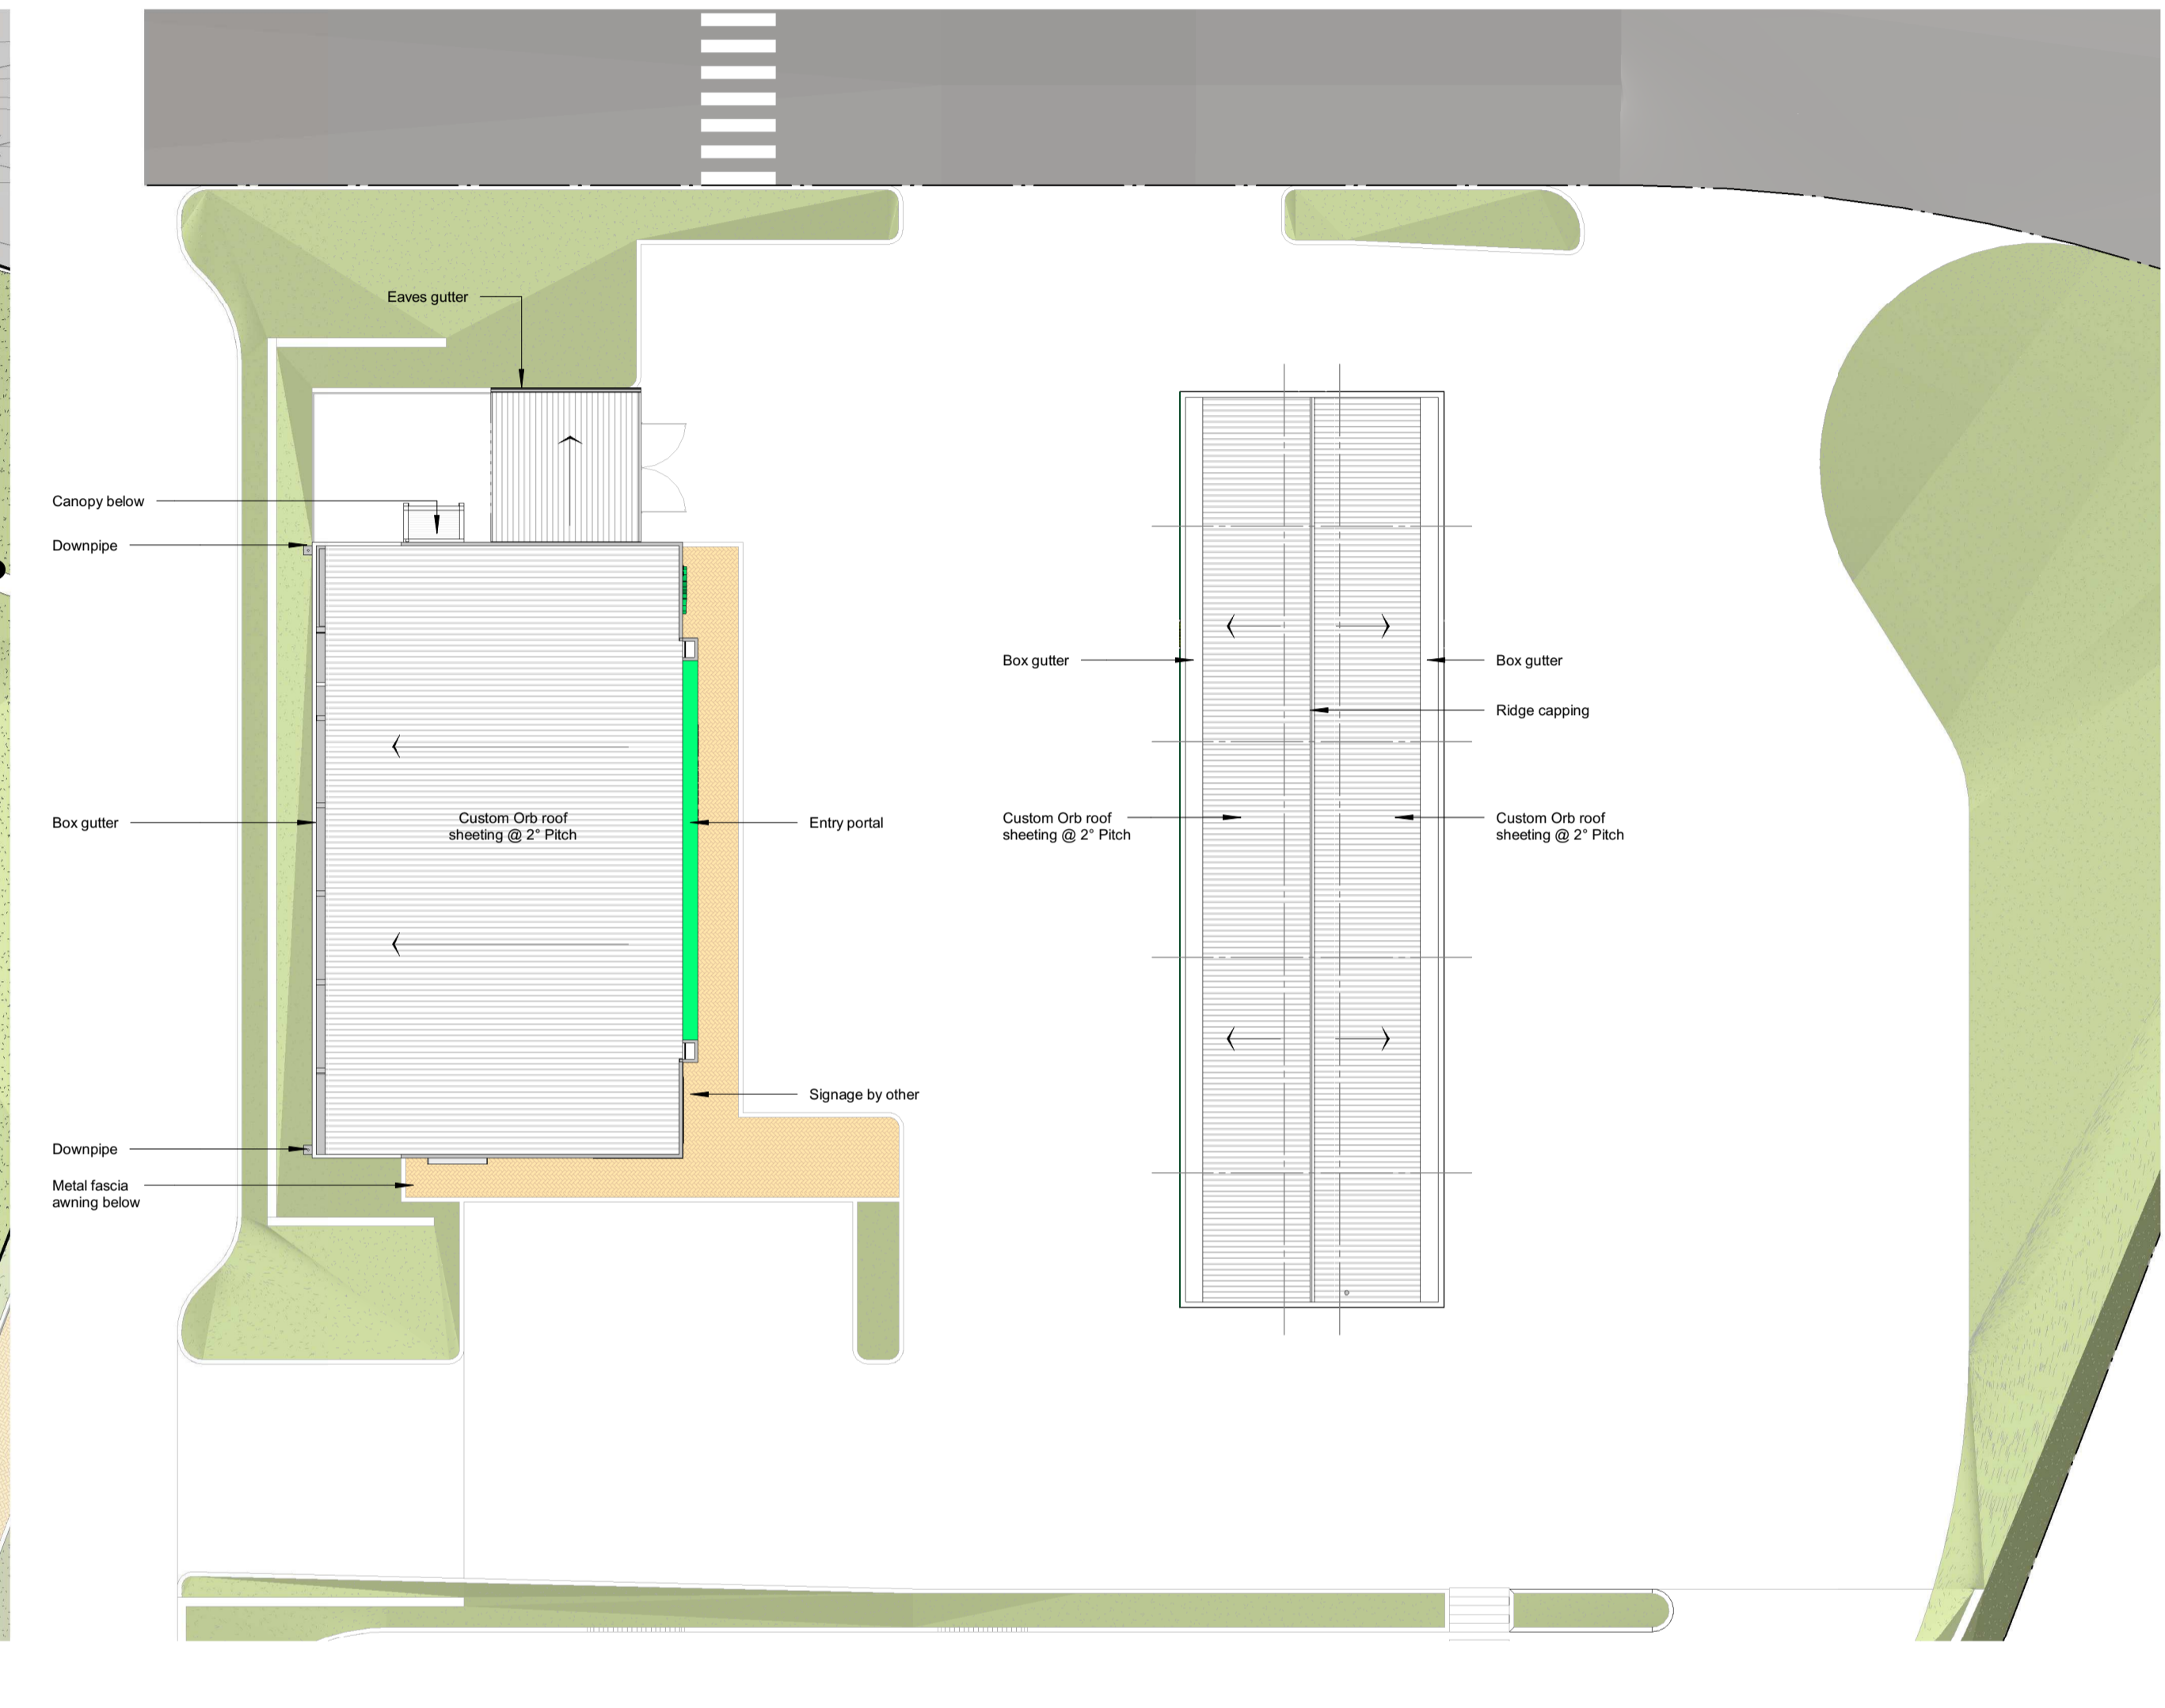 Eaves gutter
Canopy below
Downpipe
Box gutter
Box gutter
Ridge capping
Box gutter
Custom Orb roof
sheeting @ 2° Pitch
Entry portal
Custom Orb roof
sheeting @ 2° Pitch
Custom Orb roof
sheeting @ 2° Pitch
Signage by other
Downpipe
Metal fascia
awning below